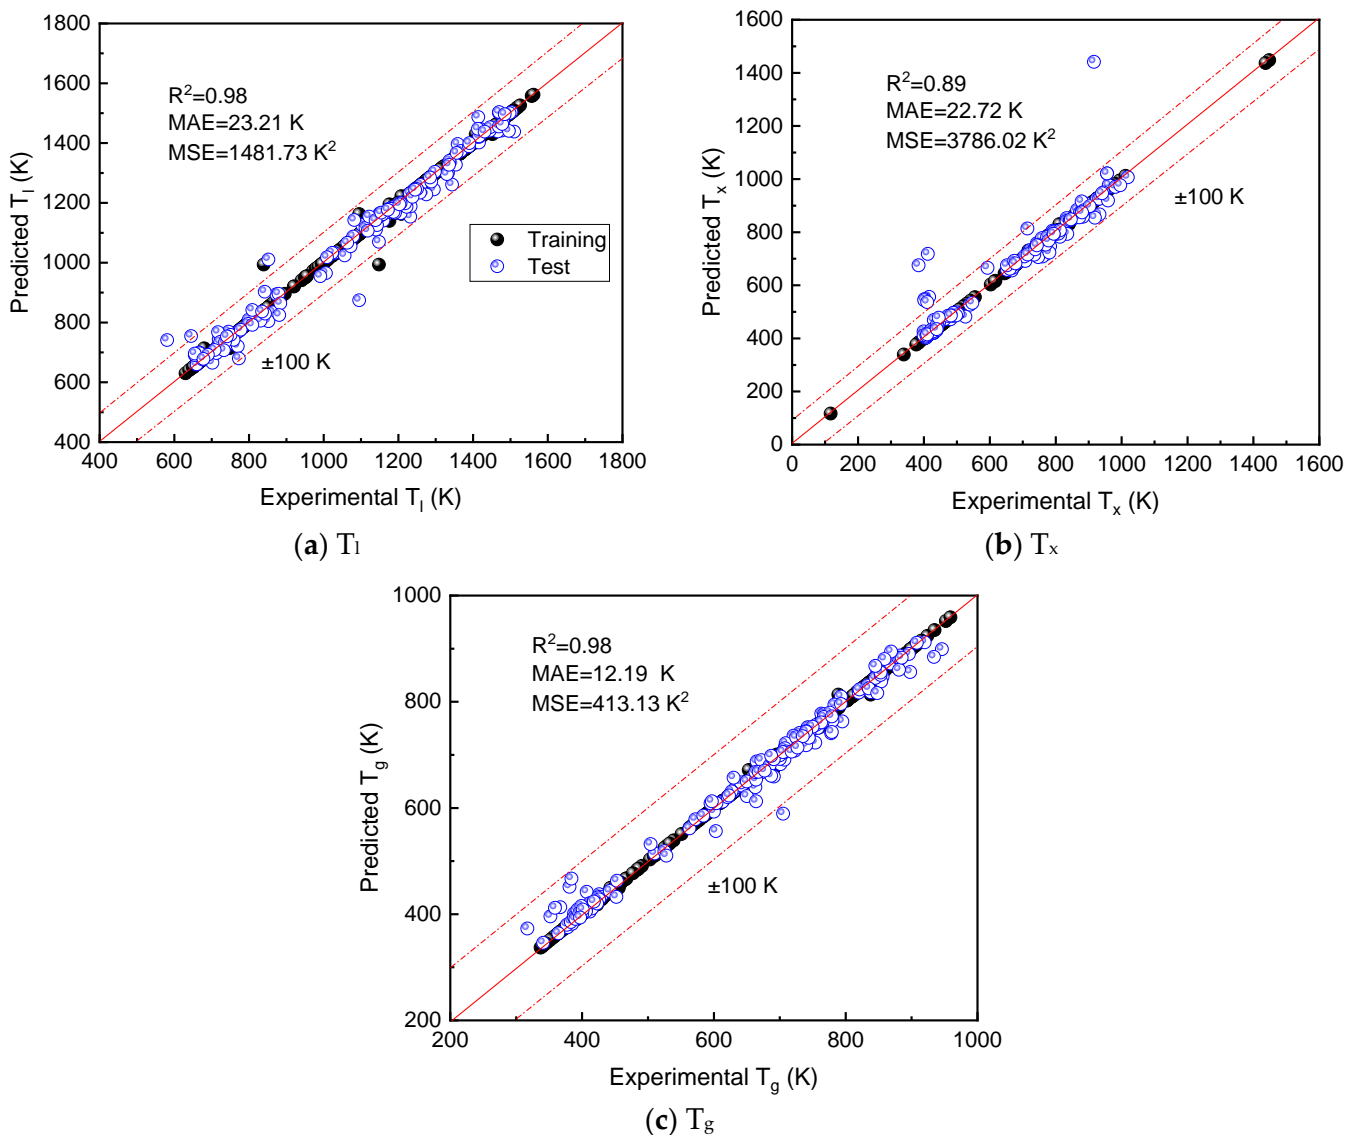 1800
1600
1400
1200
1000
800
600
400
400 600 800 1000 1200 1400 1600 1800
Predicted T_l (K)
Experimental T_l (K)
R²=0.98
MAE=23.21 K
MSE=1481.73 K²
Training
Test
±100 K
(a) T_l
1600
1400
1200
1000
800
600
400
200
0
0 200 400 600 800 1000 1200 1400 1600
Predicted T_x (K)
Experimental T_x (K)
R²=0.89
MAE=22.72 K
MSE=3786.02 K²
±100 K
(b) T_x
1000
800
600
400
200
200 400 600 800 1000
Predicted T_g (K)
Experimental T_g (K)
R²=0.98
MAE=12.19 K
MSE=413.13 K²
±100 K
(c) T_g